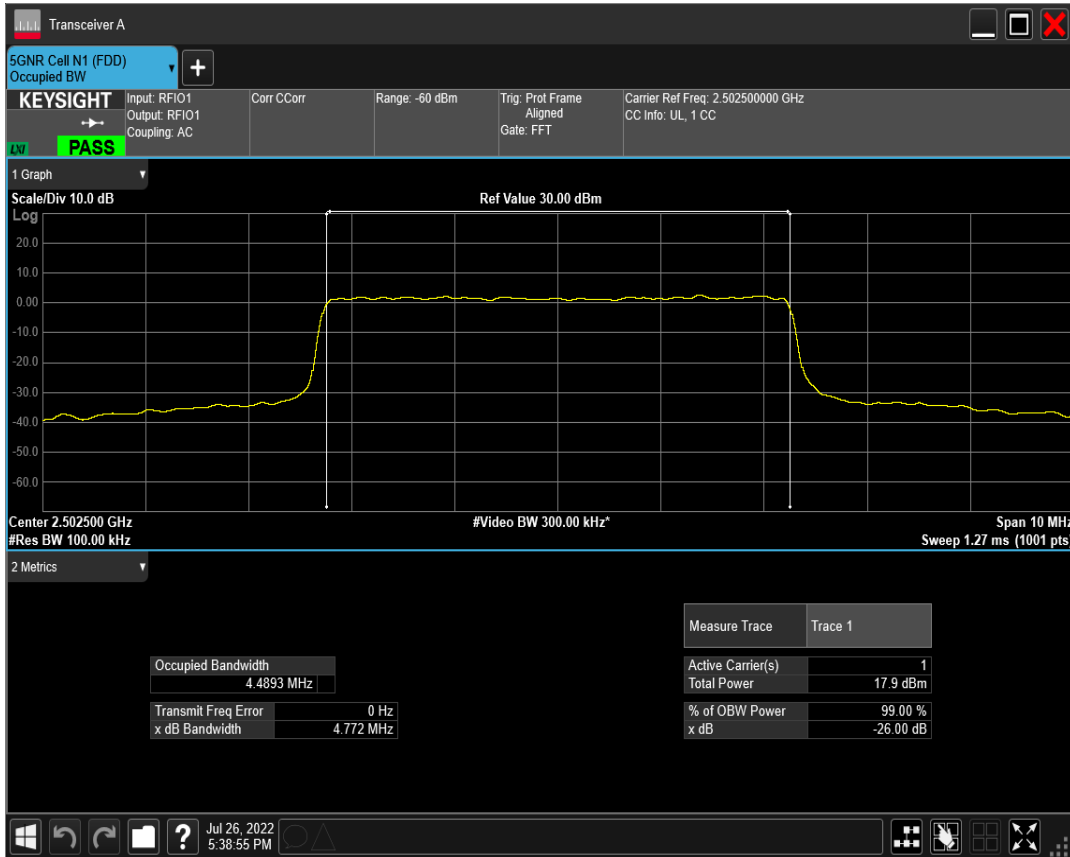 Transceiver A
5GNR Cell N1 (FDD)
Occupied BW
+
KEYSIGHT
LXI
PASS
Input: RFIO1
Output: RFIO1
Coupling: AC
Corr CCorr
Range: -60 dBm
Trig: Prot Frame
Aligned
Gate: FFT
Carrier Ref Freq: 2.502500000 GHz
CC Info: UL, 1 CC
1 Graph
Scale/Div 10.0 dB
Ref Value 30.00 dBm
Log
20.0
10.0
0.00
-10.0
-20.0
-30.0
-40.0
-50.0
-60.0
Center 2.502500 GHz
#Video BW 300.00 kHz*
Span 10 MHz
#Res BW 100.00 kHz
Sweep 1.27 ms (1001 pts)
2 Metrics
Measure Trace Trace 1
Occupied Bandwidth
4.4893 MHz
Active Carrier(s) 1
Total Power 17.9 dBm
Transmit Freq Error 0 Hz
x dB Bandwidth 4.772 MHz
% of OBW Power 99.00 %
x dB -26.00 dB
?
Jul 26, 2022
5:38:55 PM